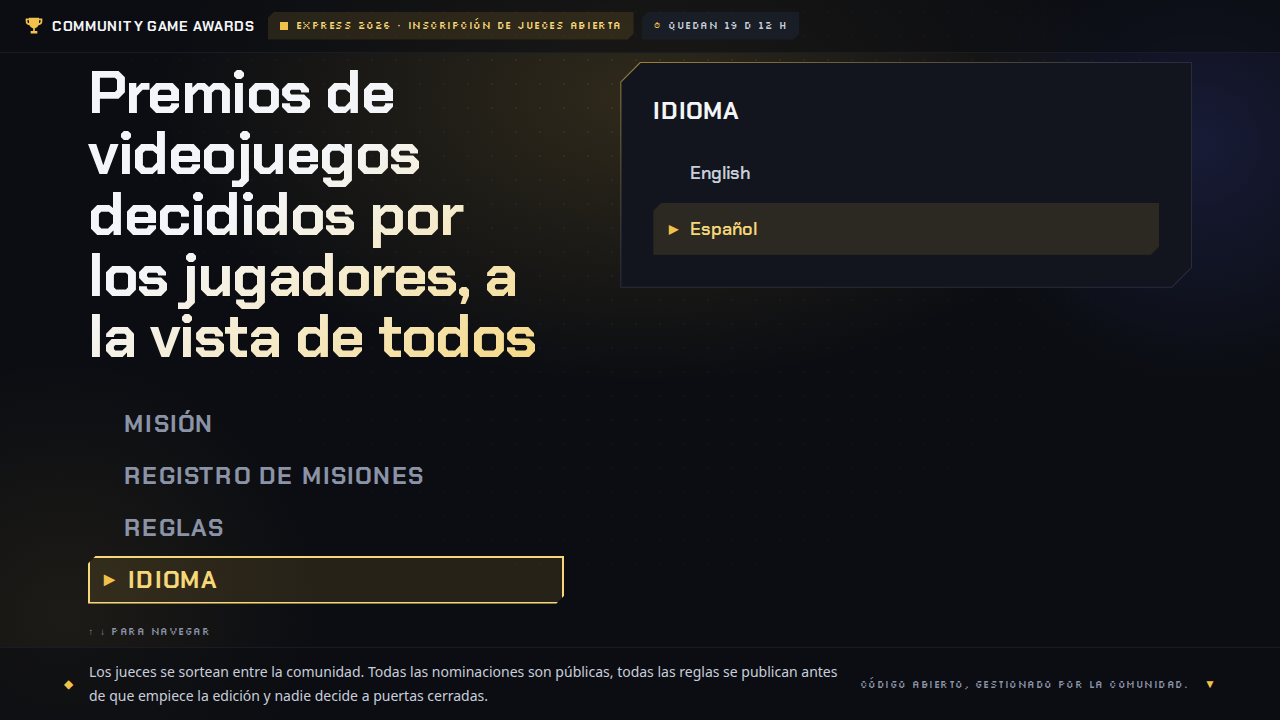 COMMUNITY GAME AWARDS
EXPRESS 2026 · INSCRIPCIÓN DE JUECES ABIERTA
QUEDAN 19 D 12 H
Premios de
videojuegos
decididos por
los jugadores, a
la vista de todos
MISIÓN
REGISTRO DE MISIONES
REGLAS
► IDIOMA
↑ ↓ PARA NAVEGAR
IDIOMA
English
► Español
Los jueces se sortean entre la comunidad. Todas las nominaciones son públicas, todas las reglas se publican antes
de que empiece la edición y nadie decide a puertas cerradas.
CÓDIGO ABIERTO, GESTIONADO POR LA COMUNIDAD.